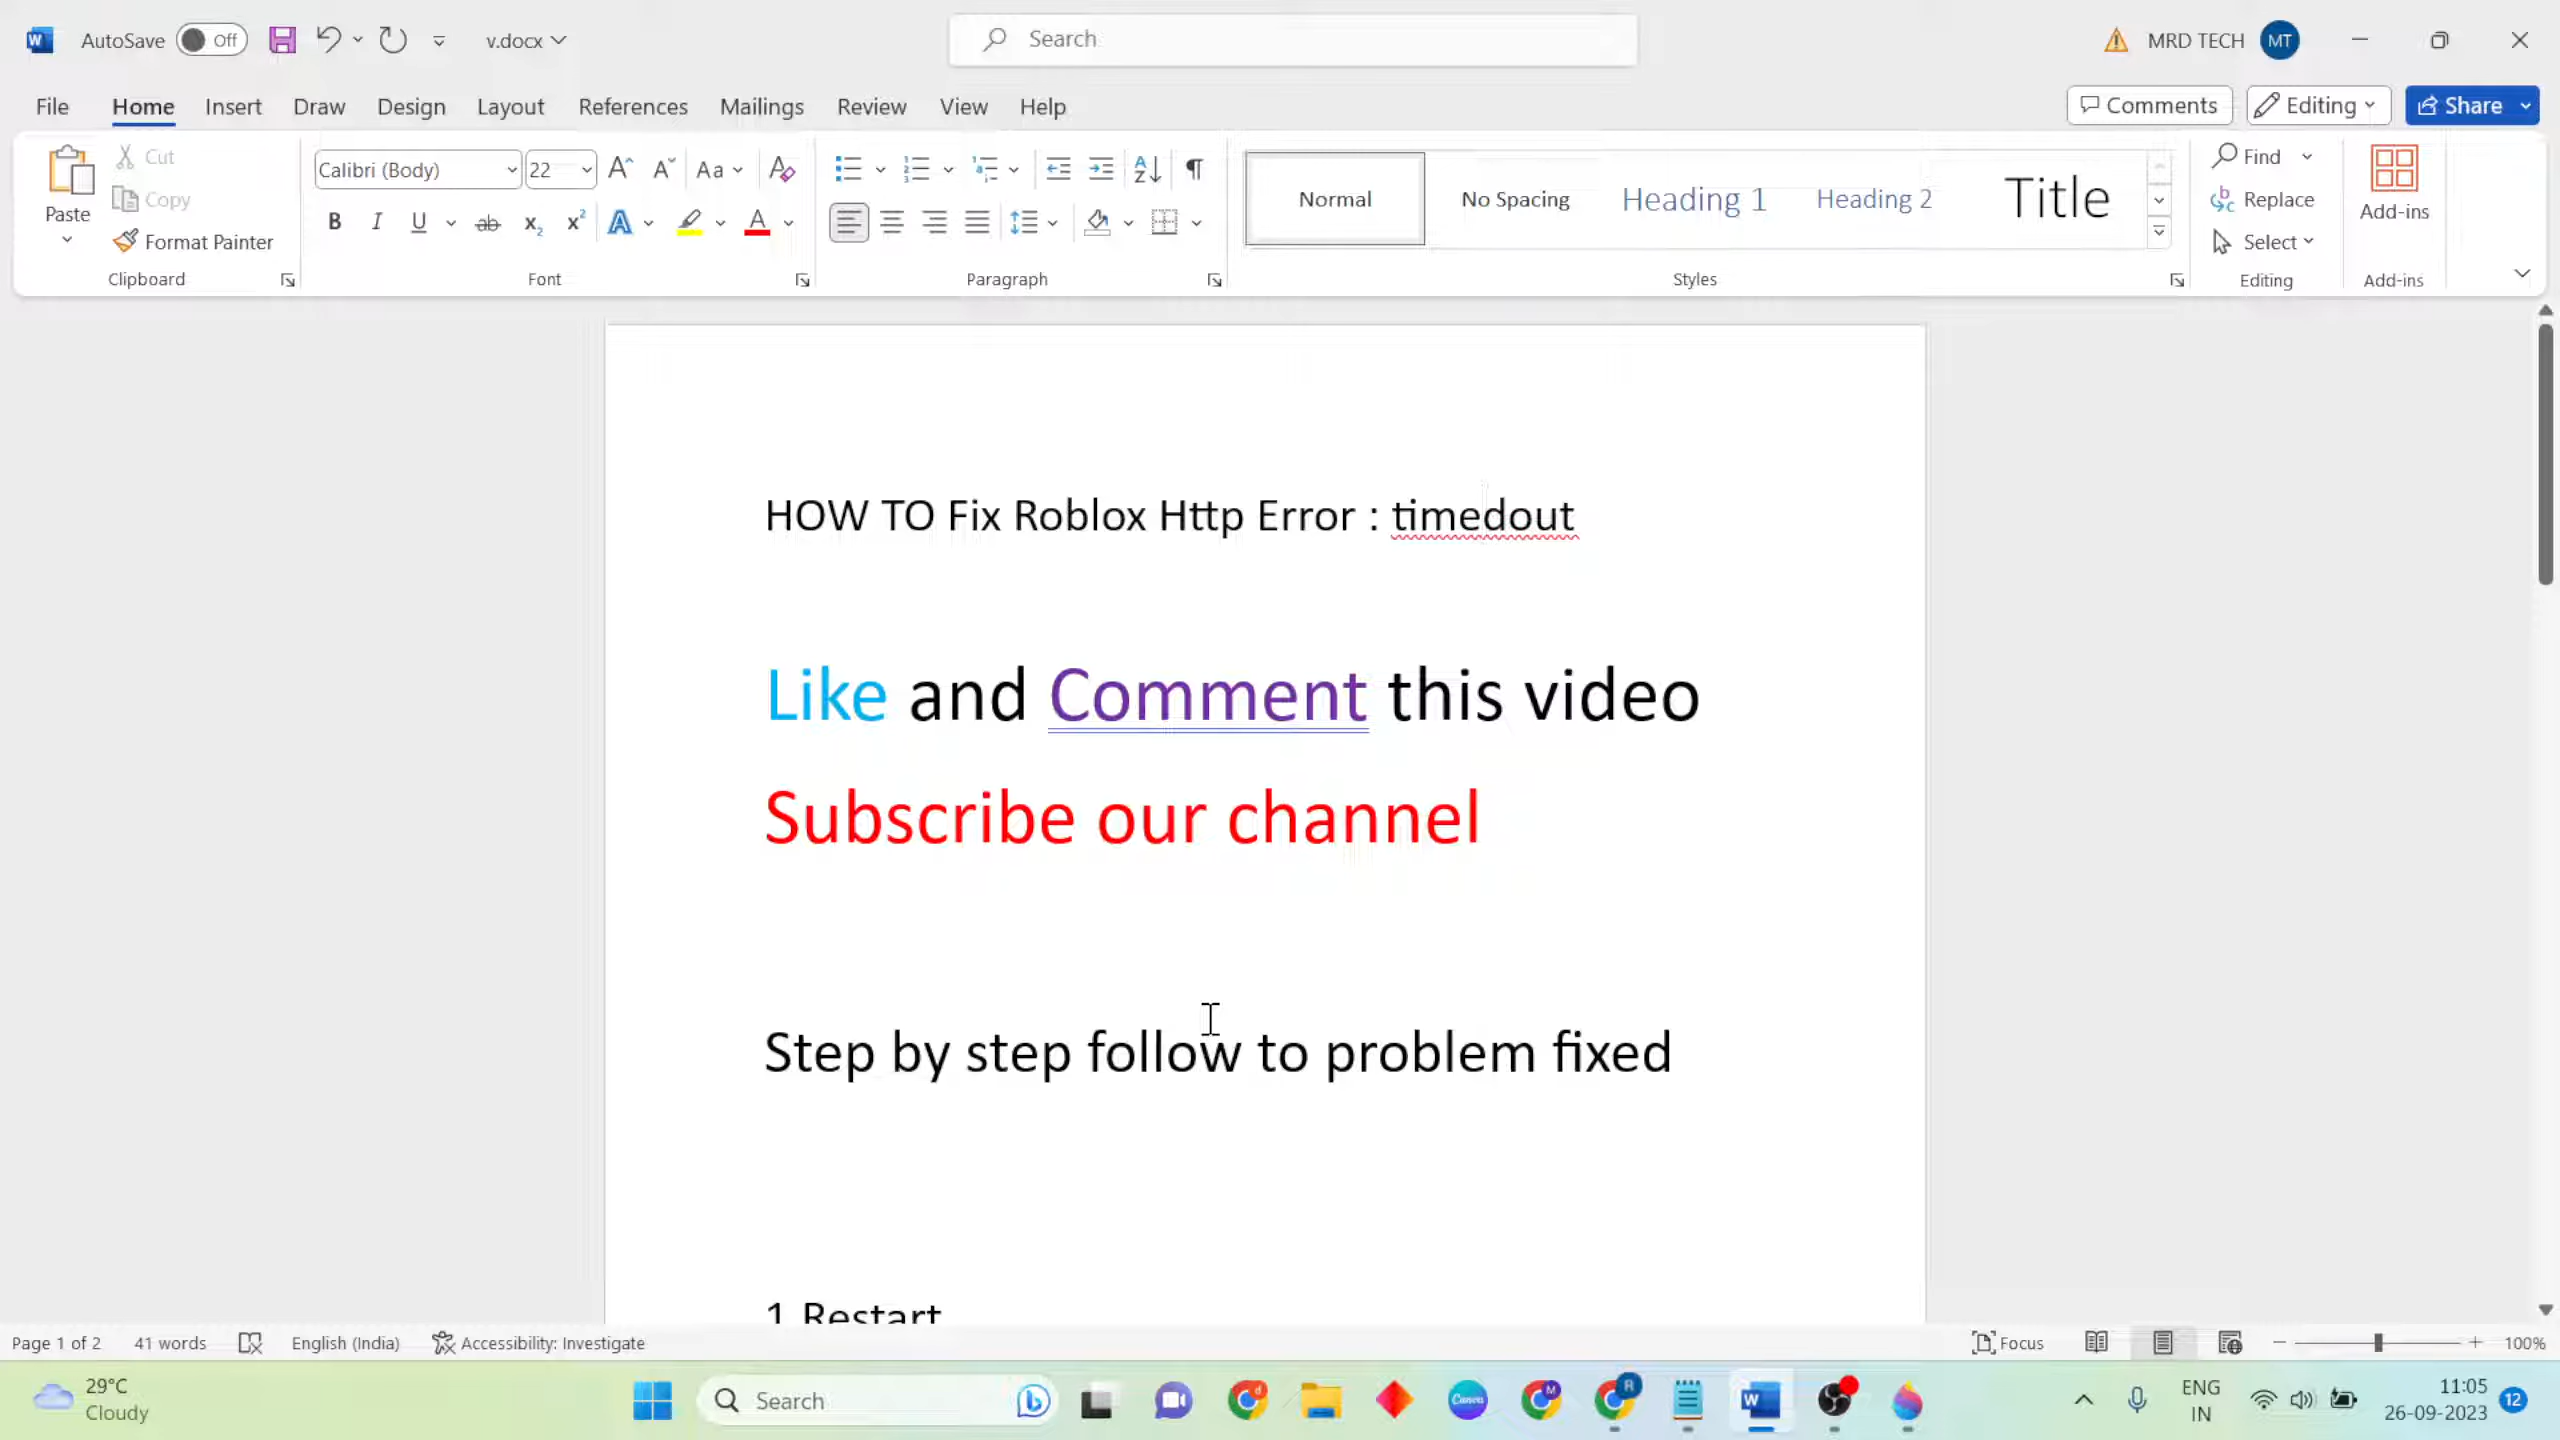 AutoSave Off v.docx Search MRD TECH MT
File Home Insert Draw Design Layout References Mailings Review View Help Comments Editing Share
Paste Cut Copy Format Painter
Calibri (Body) 22
Normal No Spacing Heading 1 Heading 2 Title
Find Replace Select Add-ins
Clipboard Font Paragraph Styles Editing Add-ins
HOW TO Fix Roblox Http Error : timedout
Like and Comment this video
Subscribe our channel
Step by step follow to problem fixed
1 Restart
Page 1 of 2 41 words English (India) Accessibility: Investigate Focus 100%
29°C
Cloudy
Search
Canva
ENG
IN
11:05
26-09-2023
12